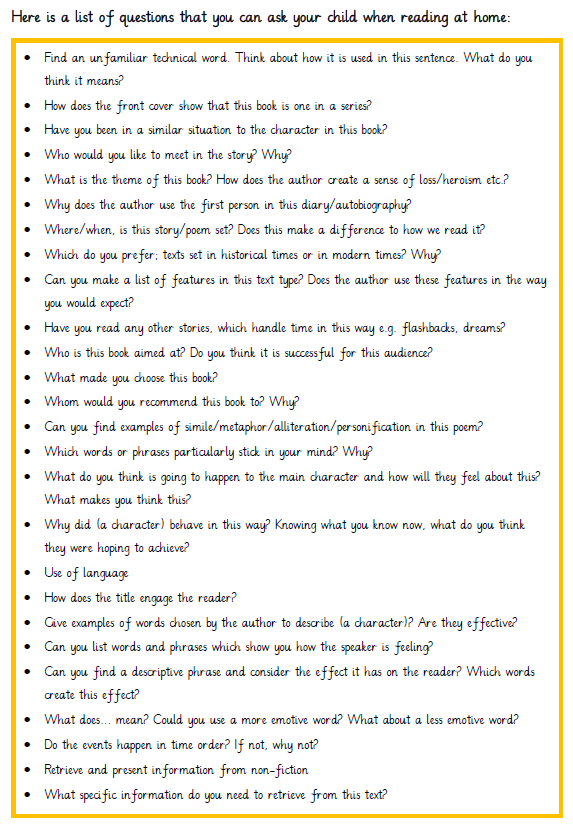 Here is a list of questions that you can ask your child when reading at home:
• Find an unfamiliar technical word. Think about how it is used in this sentence. What do you
think it means?
• How does the front cover show that this book is one in a series?
• Have you been in a similar situation to the character in this book?
• Who would you like to meet in the story? Why?
• What is the theme of this book? How does the author create a sense of loss/heroism etc.?
• Why does the author use the first person in this diary/autobiography?
• Where/when, is this story/poem set? Does this make a difference to how we read it?
• Which do you prefer; texts set in historical times or in modern times? Why?
• Can you make a list of features in this text type? Does the author use these features in the way
you would expect?
• Have you read any other stories, which handle time in this way e.g. flashbacks, dreams?
• Who is this book aimed at? Do you think it is successful for this audience?
• What made you choose this book?
• Whom would you recommend this book to? Why?
• Can you find examples of simile/metaphor/alliteration/personification in this poem?
• Which words or phrases particularly stick in your mind? Why?
• What do you think is going to happen to the main character and how will they feel about this?
What makes you think this?
• Why did (a character) behave in this way? Knowing what you know now, what do you think
they were hoping to achieve?
• Use of language
• How does the title engage the reader?
• Give examples of words chosen by the author to describe (a character)? Are they effective?
• Can you list words and phrases which show you how the speaker is feeling?
• Can you find a descriptive phrase and consider the effect it has on the reader? Which words
create this effect?
• What does... mean? Could you use a more emotive word? What about a less emotive word?
• Do the events happen in time order? If not, why not?
• Retrieve and present information from non-fiction
• What specific information do you need to retrieve from this text?